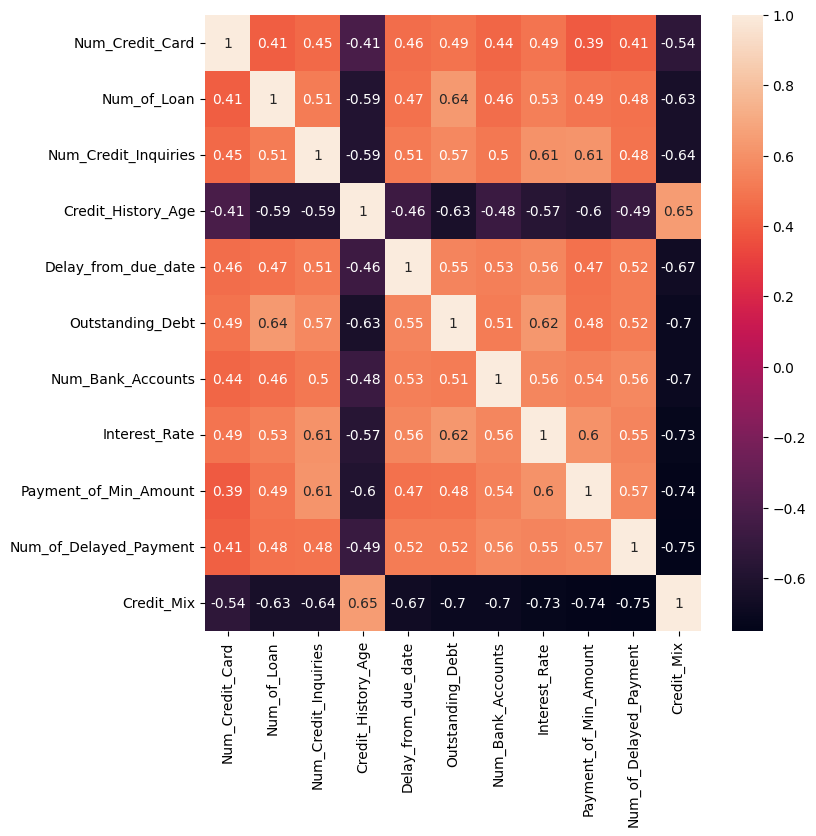 Num_Credit_Card 1 0.41 0.45 -0.41 0.46 0.49 0.44 0.49 0.39 0.41 -0.54
Num_of_Loan 0.41 1 0.51 -0.59 0.47 0.64 0.46 0.53 0.49 0.48 -0.63
Num_Credit_Inquiries 0.45 0.51 1 -0.59 0.51 0.57 0.5 0.61 0.61 0.48 -0.64
Credit_History_Age -0.41 -0.59 -0.59 1 -0.46 -0.63 -0.48 -0.57 -0.6 -0.49 0.65
Delay_from_due_date 0.46 0.47 0.51 -0.46 1 0.55 0.53 0.56 0.47 0.52 -0.67
Outstanding_Debt 0.49 0.64 0.57 -0.63 0.55 1 0.51 0.62 0.48 0.52 -0.7
Num_Bank_Accounts 0.44 0.46 0.5 -0.48 0.53 0.51 1 0.56 0.54 0.56 -0.7
Interest_Rate 0.49 0.53 0.61 -0.57 0.56 0.62 0.56 1 0.6 0.55 -0.73
Payment_of_Min_Amount 0.39 0.49 0.61 -0.6 0.47 0.48 0.54 0.6 1 0.57 -0.74
Num_of_Delayed_Payment 0.41 0.48 0.48 -0.49 0.52 0.52 0.56 0.55 0.57 1 -0.75
Credit_Mix -0.54 -0.63 -0.64 0.65 -0.67 -0.7 -0.7 -0.73 -0.74 -0.75 1
Num_Credit_Card
Num_of_Loan
Num_Credit_Inquiries
Credit_History_Age
Delay_from_due_date
Outstanding_Debt
Num_Bank_Accounts
Interest_Rate
Payment_of_Min_Amount
Num_of_Delayed_Payment
Credit_Mix
1.0
0.8
0.6
0.4
0.2
0.0
−0.2
−0.4
−0.6